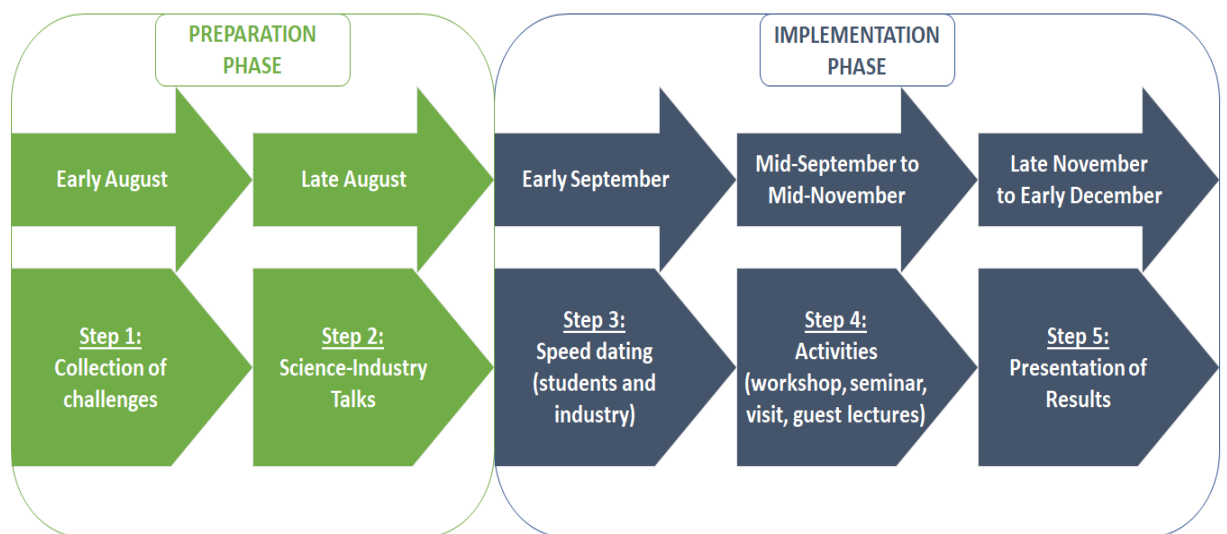 PREPARATION
PHASE
IMPLEMENTATION
PHASE
Early August
Late August
Early September
Mid-September to
Mid-November
Late November
to Early December
Step 1:
Collection of
challenges
Step 2:
Science-Industry
Talks
Step 3:
Speed dating
(students and
industry)
Step 4:
Activities
(workshop, seminar,
visit, guest lectures)
Step 5:
Presentation of
Results